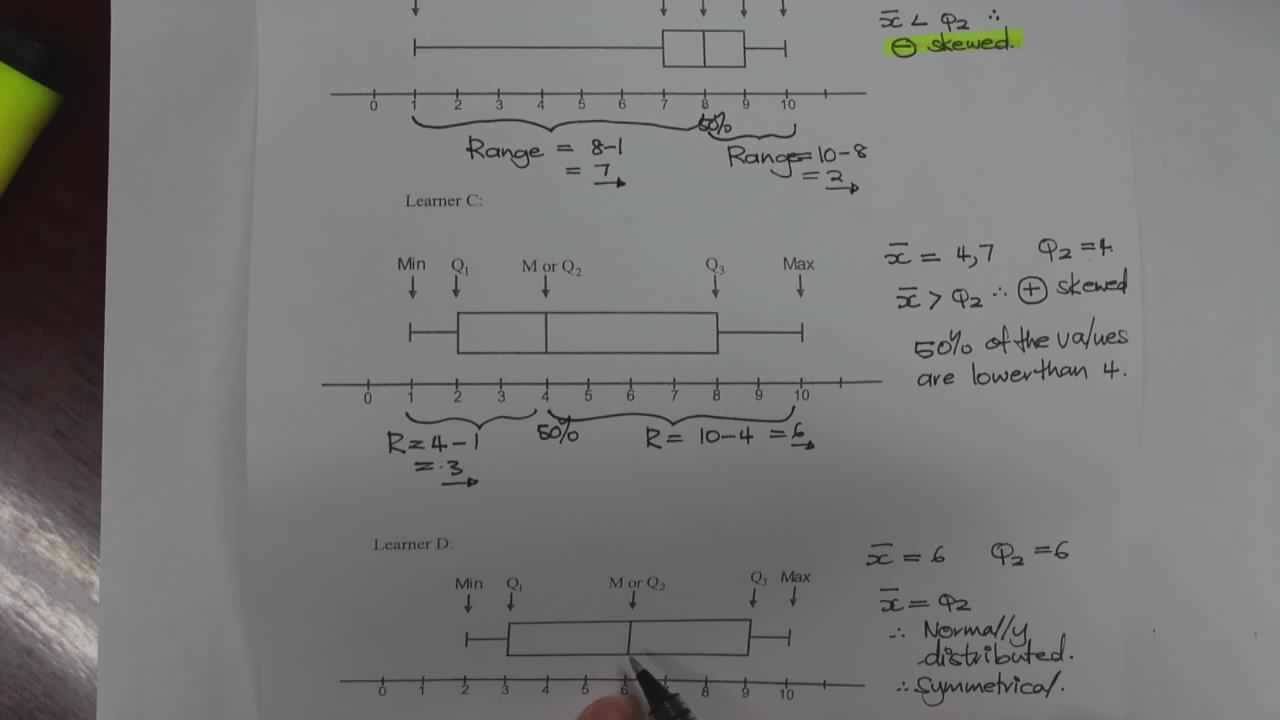 x̄ < Q₂ ∴
⊖ skewed.
0 1 2 3 4 5 6 7 8 9 10
50%
Range = 8-1
= 7
Range = 10-8
= 2
Learner C:
Min Q₁ M or Q₂ Q₃ Max
x̄ = 4,7 Q₂ = 4
x̄ > Q₂ ∴ ⊕ skewed
50% of the values
are lower than 4.
0 1 2 3 4 5 6 7 8 9 10
R = 4-1
= 3
50%
R = 10-4 = 6
Learner D:
Min Q₁ M or Q₂ Q₃ Max
x̄ = 6 Q₂ = 6
x̄ = Q₂
∴ Normally
distributed.
∴ Symmetrical.
0 1 2 3 4 5 6 8 9 10